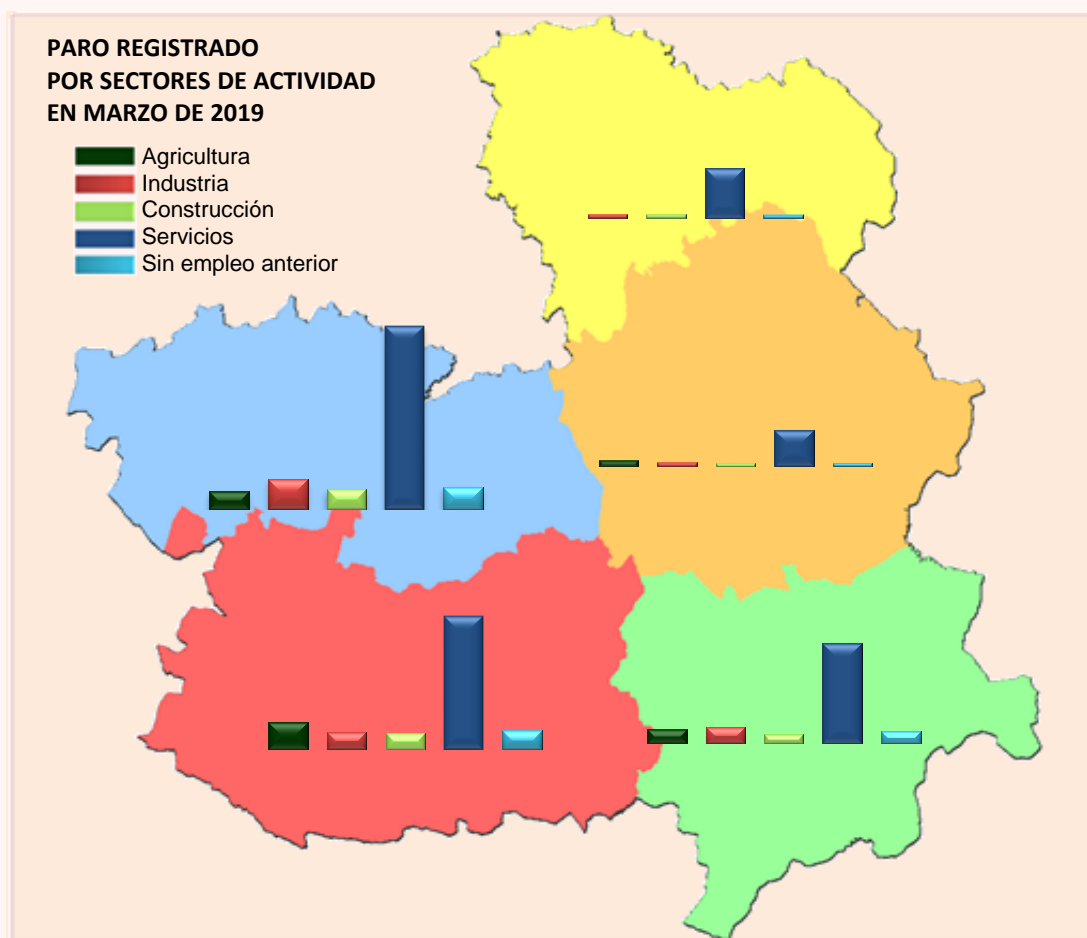 PARO REGISTRADO
POR SECTORES DE ACTIVIDAD
EN MARZO DE 2019
Agricultura
Industria
Construcción
Servicios
Sin empleo anterior